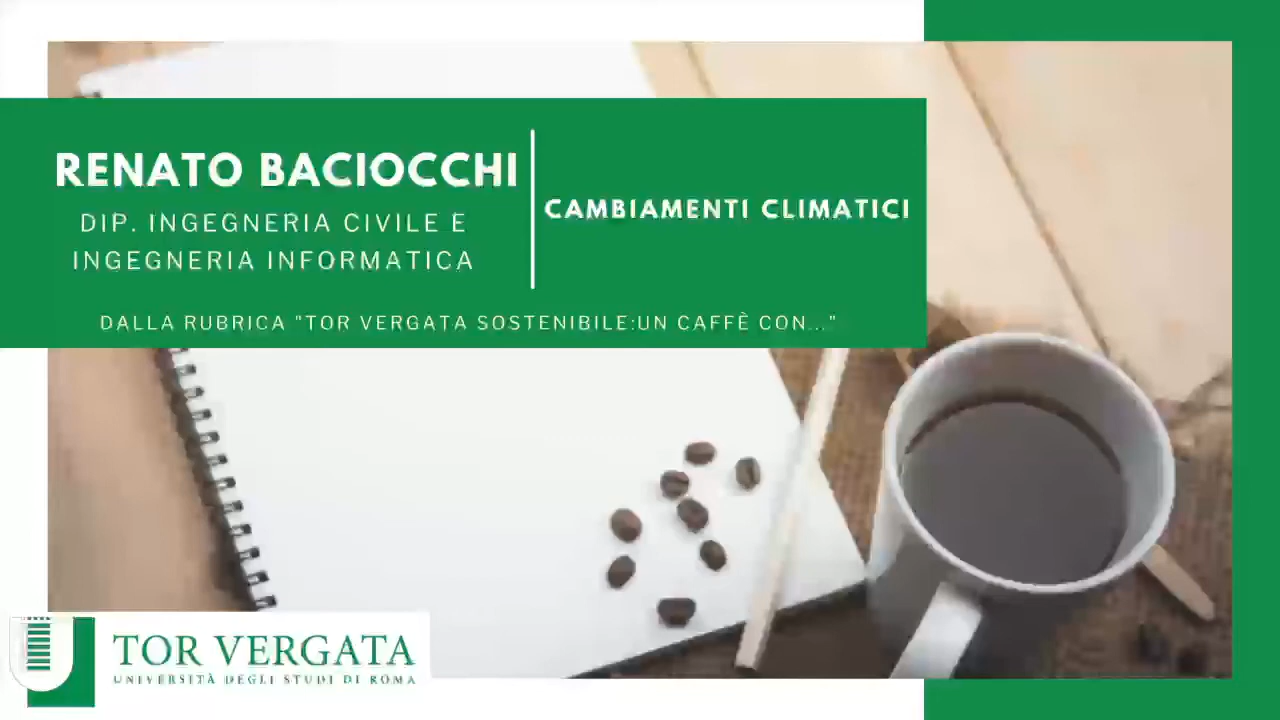 RENATO BACIOCCHI
DIP. INGEGNERIA CIVILE E
INGEGNERIA INFORMATICA
CAMBIAMENTI CLIMATICI
DALLA RUBRICA "TOR VERGATA SOSTENIBILE:UN CAFFÈ CON..."
TOR VERGATA
UNIVERSITÀ DEGLI STUDI DI ROMA